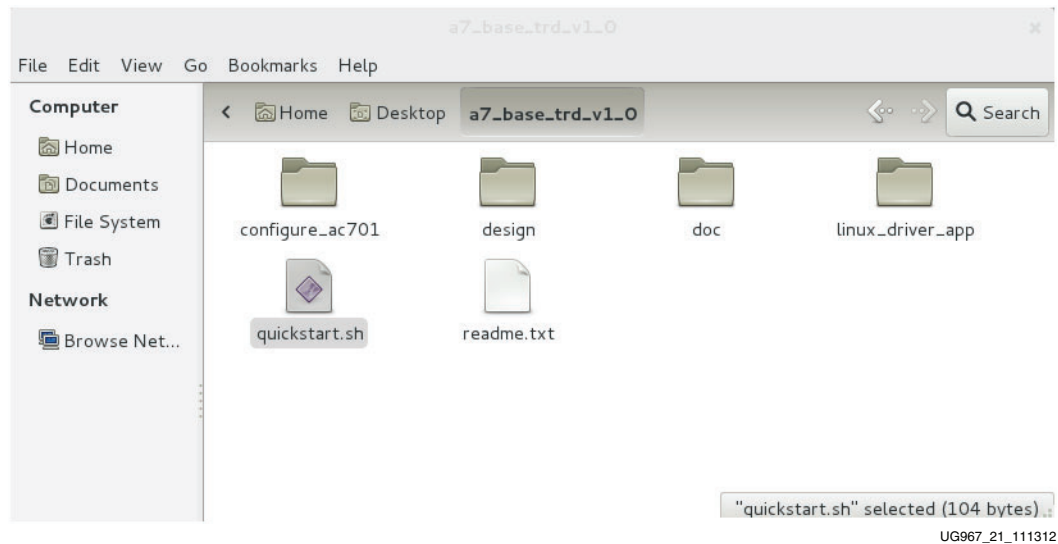 a7_base_trd_v1_0
File Edit View Go Bookmarks Help
Computer
Home
Documents
File System
Trash
Network
Browse Net...
Home Desktop a7_base_trd_v1_0 Search
configure_ac701 design doc linux_driver_app
quickstart.sh readme.txt
"quickstart.sh" selected (104 bytes)
UG967_21_111312